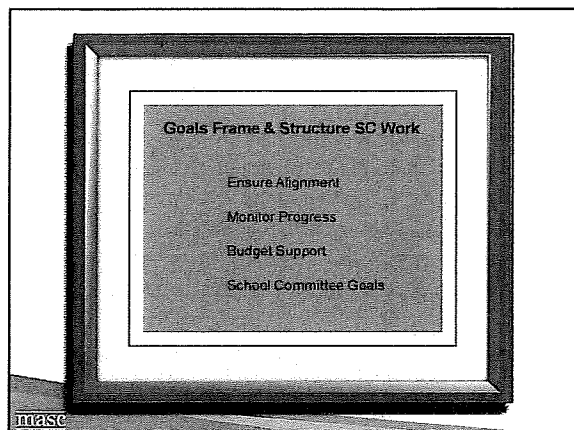 Goals Frame & Structure SC Work
Ensure Alignment
Monitor Progress
Budget Support
School Committee Goals
masc